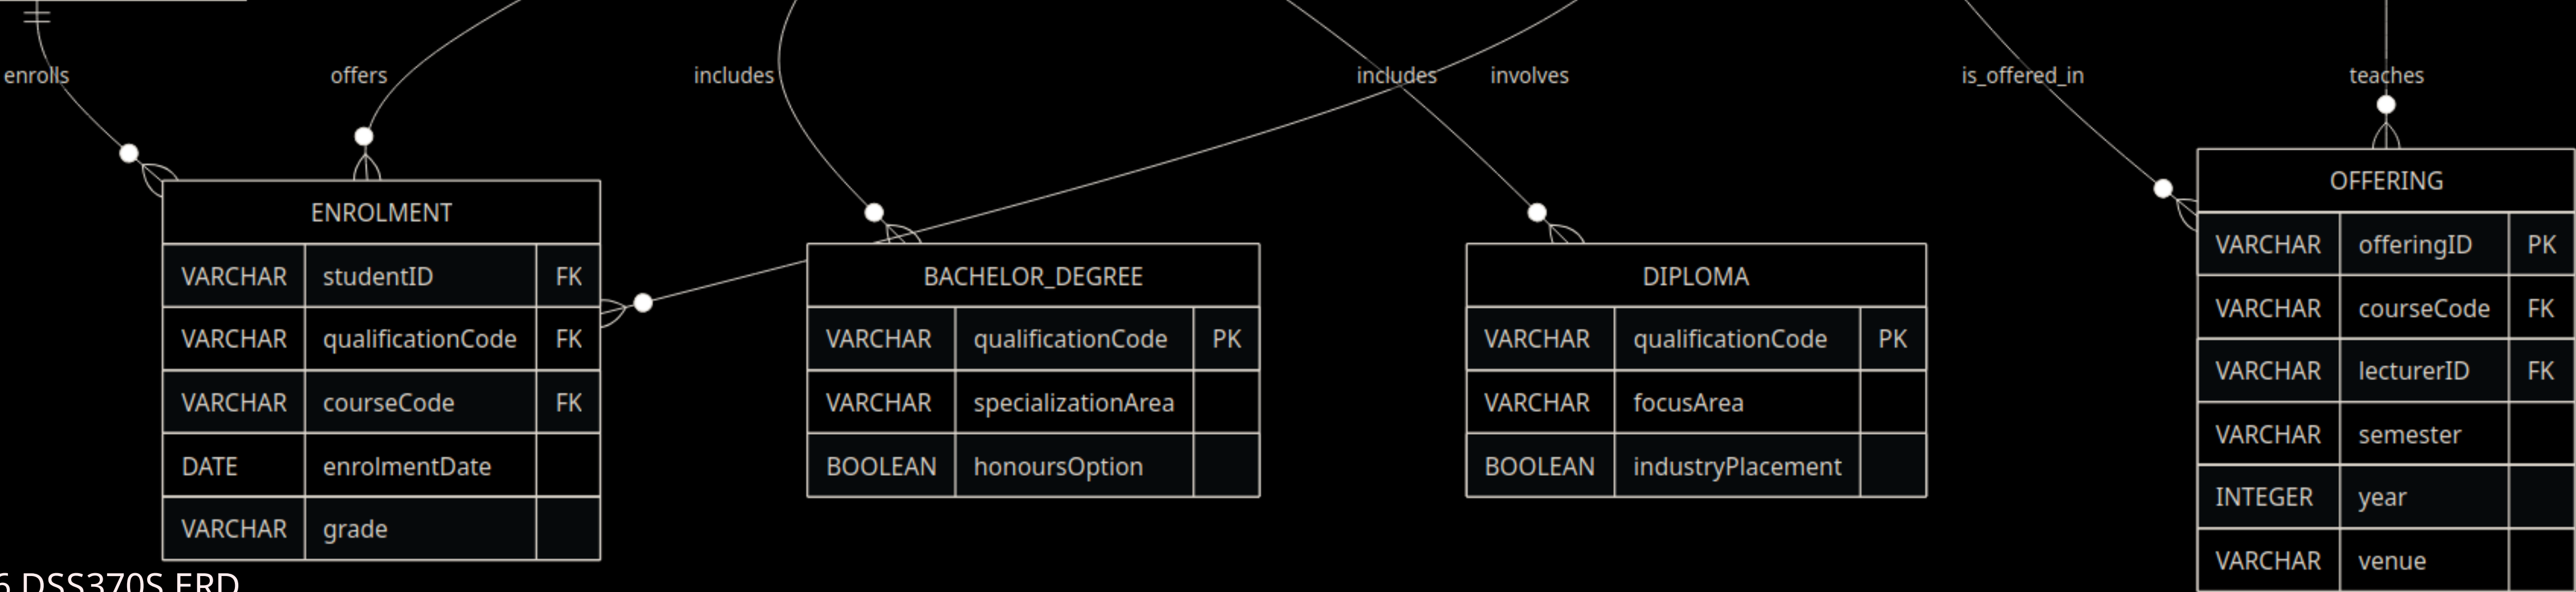 enrolls
offers
includes
includes
involves
is_offered_in
teaches
ENROLMENT
VARCHAR studentID FK
VARCHAR qualificationCode FK
VARCHAR courseCode FK
DATE enrolmentDate
VARCHAR grade
BACHELOR_DEGREE
VARCHAR qualificationCode PK
VARCHAR specializationArea
BOOLEAN honoursOption
DIPLOMA
VARCHAR qualificationCode PK
VARCHAR focusArea
BOOLEAN industryPlacement
OFFERING
VARCHAR offeringID PK
VARCHAR courseCode FK
VARCHAR lecturerID FK
VARCHAR semester
INTEGER year
VARCHAR venue
6 DSS370S ERD